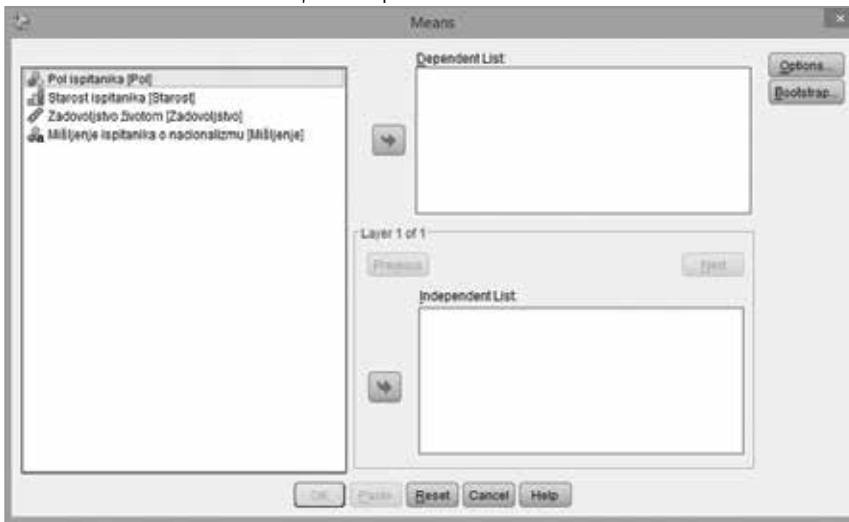 Means
Pol ispitanika [Pol]
Starost ispitanika [Starost]
Zadovoljstvo životom [Zadovoljstvo]
Mišljenje ispitanika o nacionalizmu [Mišljenje]
Dependent List:
Options...
Bootstrap...
Layer 1 of 1
Previous
Next
Independent List:
OK
Paste
Reset
Cancel
Help